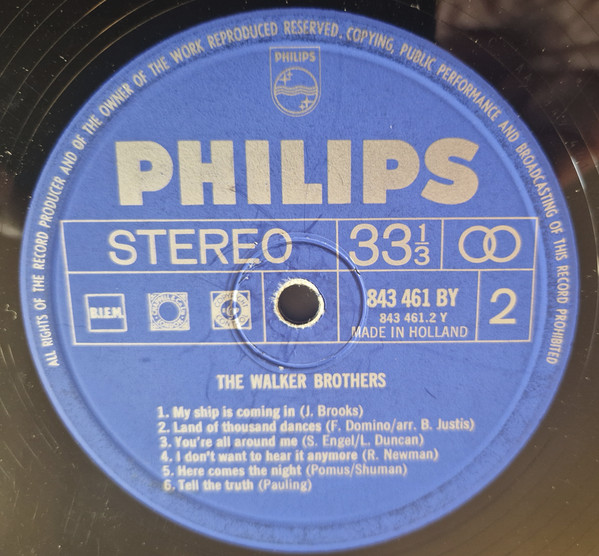 ALL RIGHTS OF THE RECORD PRODUCER AND OF THE OWNER OF THE WORK REPRODUCED RESERVED. COPYING, PUBLIC PERFORMANCE AND BROADCASTING OF THIS RECORD PROHIBITED
PHILIPS
PHILIPS
STEREO 33 1/3
B.I.E.M. 843 461 BY 2
843 461.2 Y
MADE IN HOLLAND
THE WALKER BROTHERS
1. My ship is coming in (J. Brooks)
2. Land of thousand dances (F. Domino/arr. B. Justis)
3. You're all around me (S. Engel/L. Duncan)
4. I don't want to hear it anymore (R. Newman)
5. Here comes the night (Pomus/Shuman)
6. Tell the truth (Pauling)